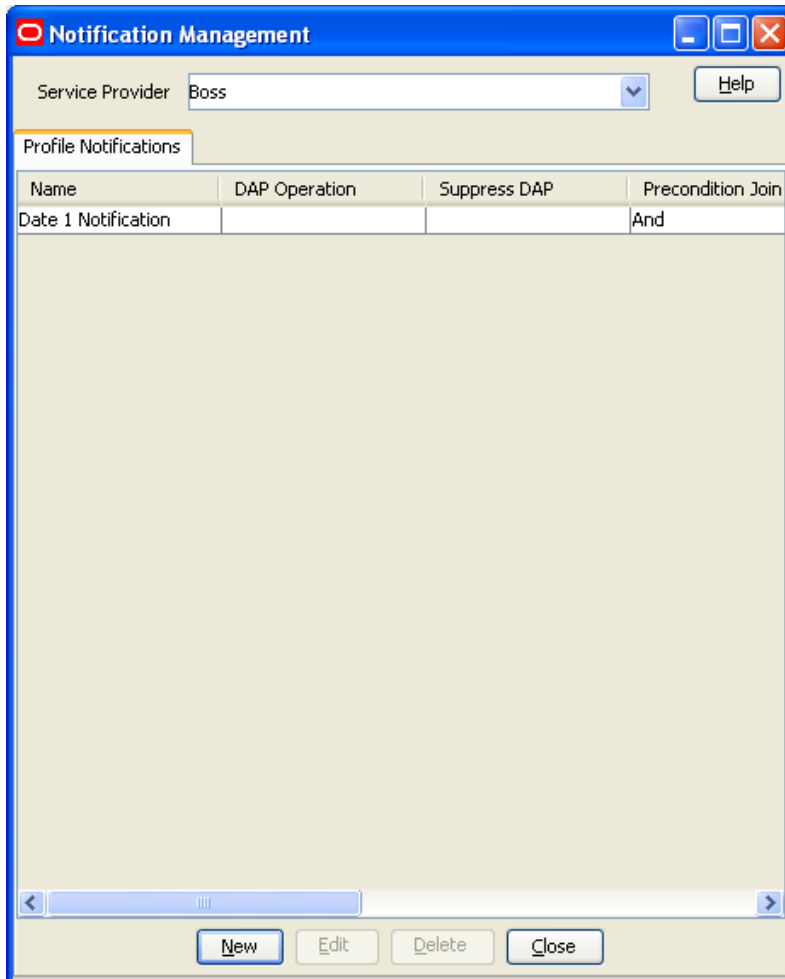 Notification Management
Service Provider Boss Help
Profile Notifications
Name DAP Operation Suppress DAP Precondition Join
Date 1 Notification And
New Edit Delete Close